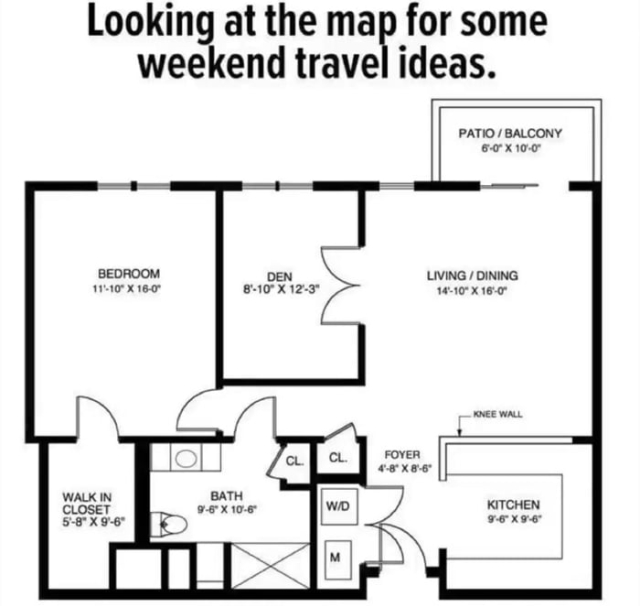 Looking at the map for some
weekend travel ideas.
PATIO / BALCONY
6'-0" X 10'-0"
BEDROOM
11'-10" X 16-0"
DEN
8'-10" X 12'-3"
LIVING / DINING
14'-10" X 16'-0"
KNEE WALL
FOYER
4'-8" X 8'-6"
CL.
CL.
WALK IN
CLOSET
5'-8" X 9'-6"
BATH
9'-6" X 10'-6"
W/D
KITCHEN
9'-6" X 9'-6"
M